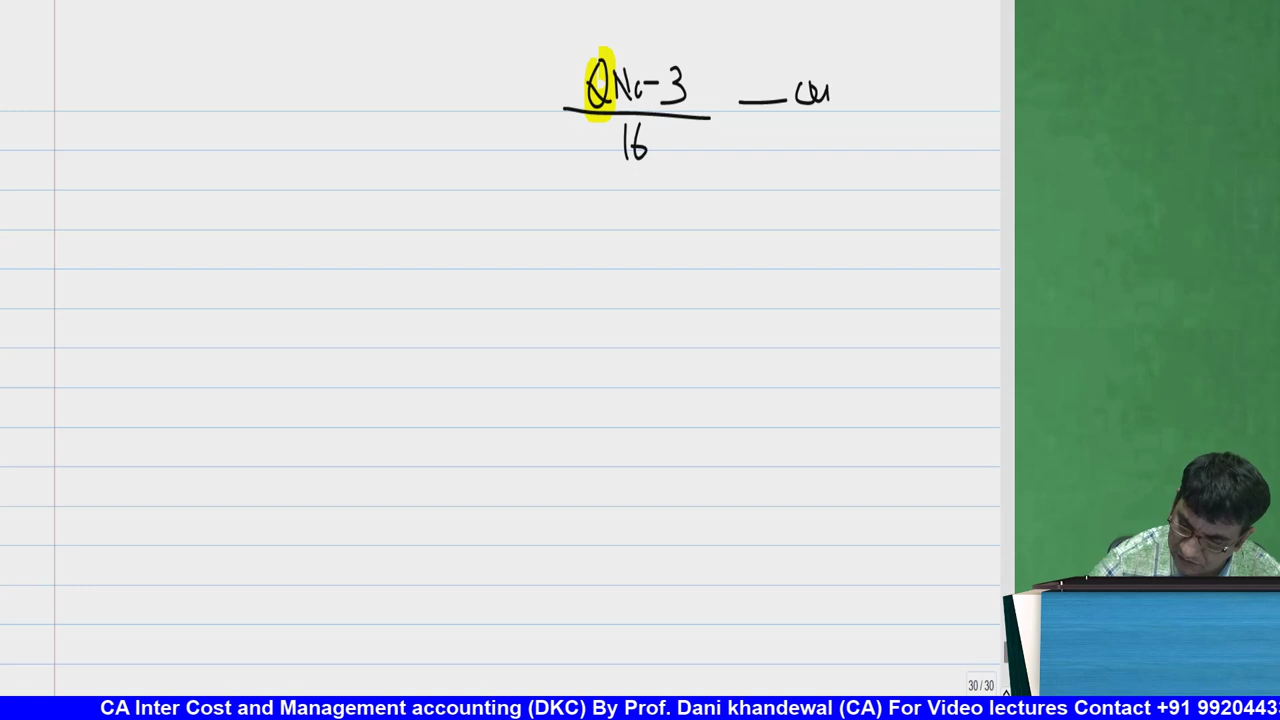 QNo-3
16
30/30
CA Inter Cost and Management accounting (DKC) By Prof. Dani khandewal (CA) For Video lectures Contact +91 9920443